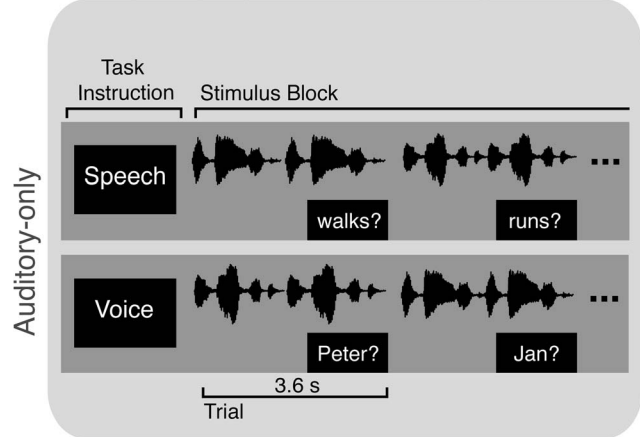 Task
Instruction
Stimulus Block
Auditory-only
Speech
walks?
runs?
...
Voice
Peter?
Jan?
...
3.6 s
Trial